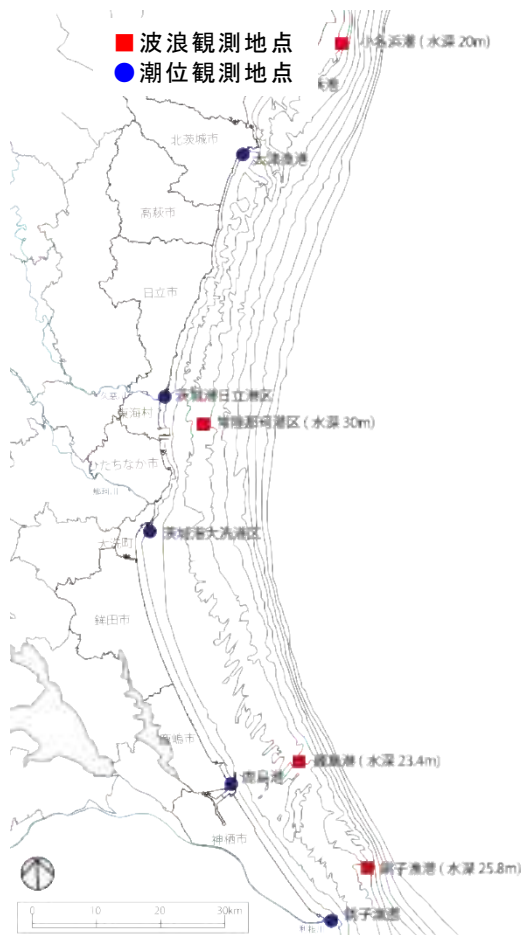 波浪観測地点
潮位観測地点
小名浜港 (水深 20m)
北茨城市
大津漁港
高萩市
日立市
茨城港日立港区
東海村
常陸那珂港区 (水深 30m)
ひたちなか市
茨城港大洗港区
大洗町
鉾田市
鹿嶋市
鹿島港 (水深 23.4m)
鹿島港
神栖市
銚子漁港 (水深 25.8m)
銚子漁港
0 10 20 30km